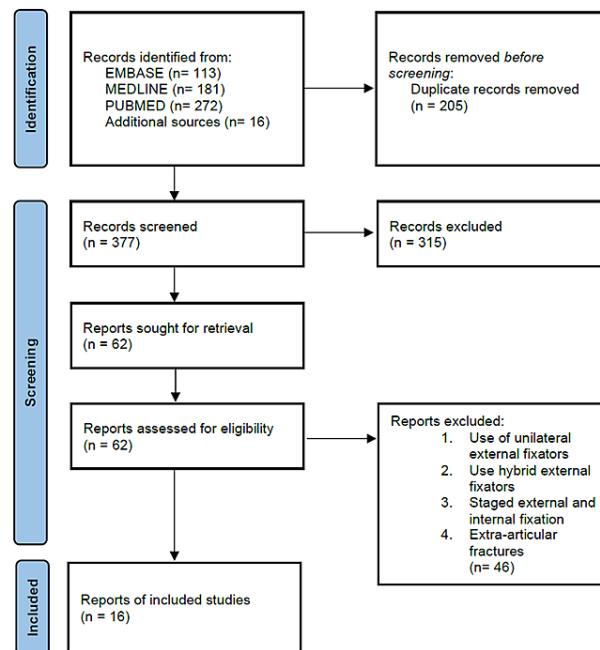 Identification
Records identified from:
EMBASE (n= 113)
MEDLINE (n= 181)
PUBMED (n= 272)
Additional sources (n= 16)
Records removed before
screening:
Duplicate records removed
(n = 205)
Screening
Records screened
(n = 377)
Records excluded
(n = 315)
Reports sought for retrieval
(n = 62)
Reports assessed for eligibility
(n = 62)
Reports excluded:
1. Use of unilateral
external fixators
2. Use hybrid external
fixators
3. Staged external and
internal fixation
4. Extra-articular
fractures
(n= 46)
Included
Reports of included studies
(n = 16)